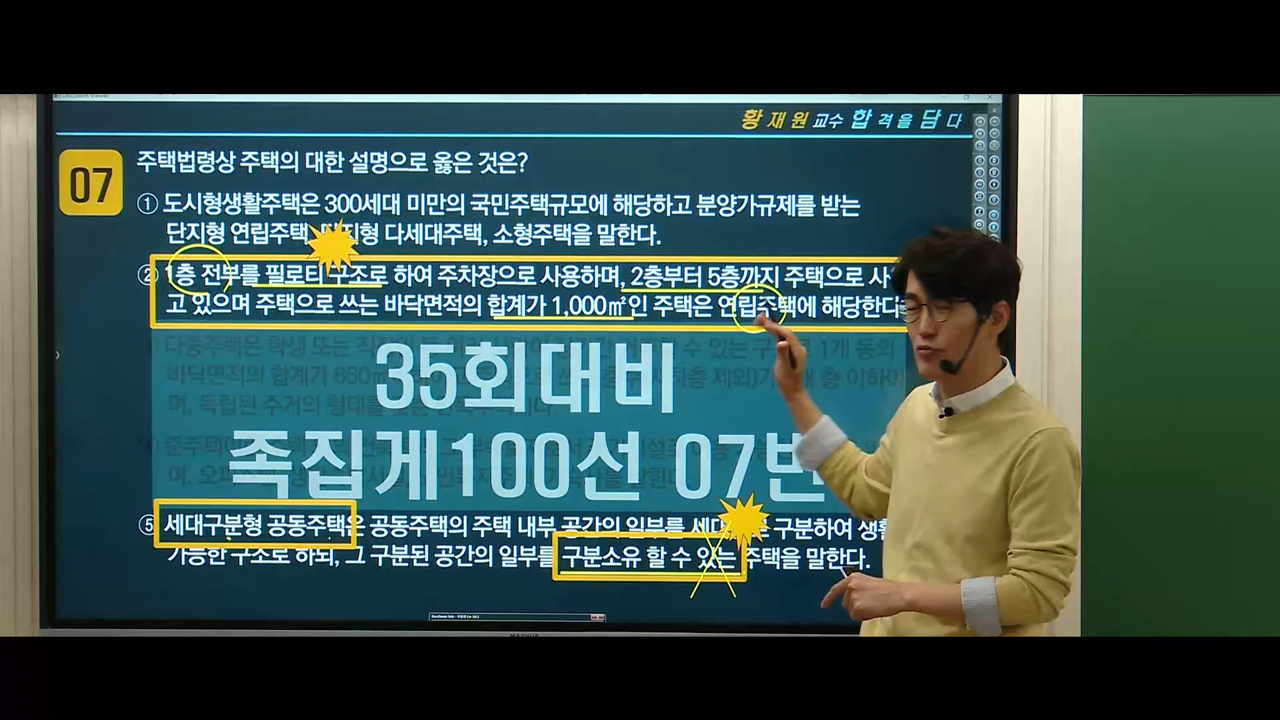 황재원 교수 합격을 담다
07
주택법령상 주택의 대한 설명으로 옳은 것은?
① 도시형생활주택은 300세대 미만의 국민주택규모에 해당하고 분양가규제를 받는
단지형 연립주택, 형 다세대주택, 소형주택을 말한다.
② 1층 전부를 필로티 구조로 하여 주차장으로 사용하며, 2층부터 5층까지 주택으로
고 있으며 주택으로 쓰는 바닥면적의 합계가 1,000㎡인 주택은 연립주택에 해당한다
35회대비
족집게100선 07번
⑤ 세대구분형 공동주택은 공동주택의 주택 내부 공간의 일부를 구분하여
가능한 구조로 하되, 그 구분된 공간의 일부를 구분소유 할 수 있는 주택을 말한다.